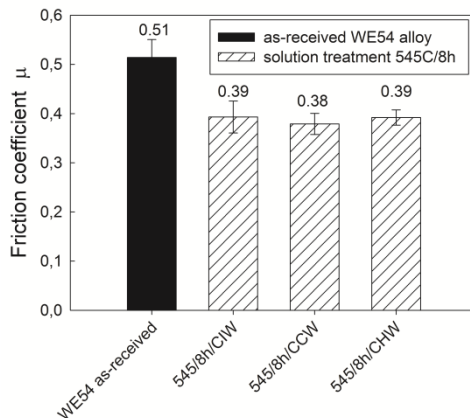 0,6
0,5
0,4
0,3
0,2
0,1
0,0
Friction coefficient μ
as-received WE54 alloy
solution treatment 545C/8h
0.51
0.39
0.38
0.39
WE54 as-received
545/8h/CIW
545/8h/CCW
545/8h/CHW